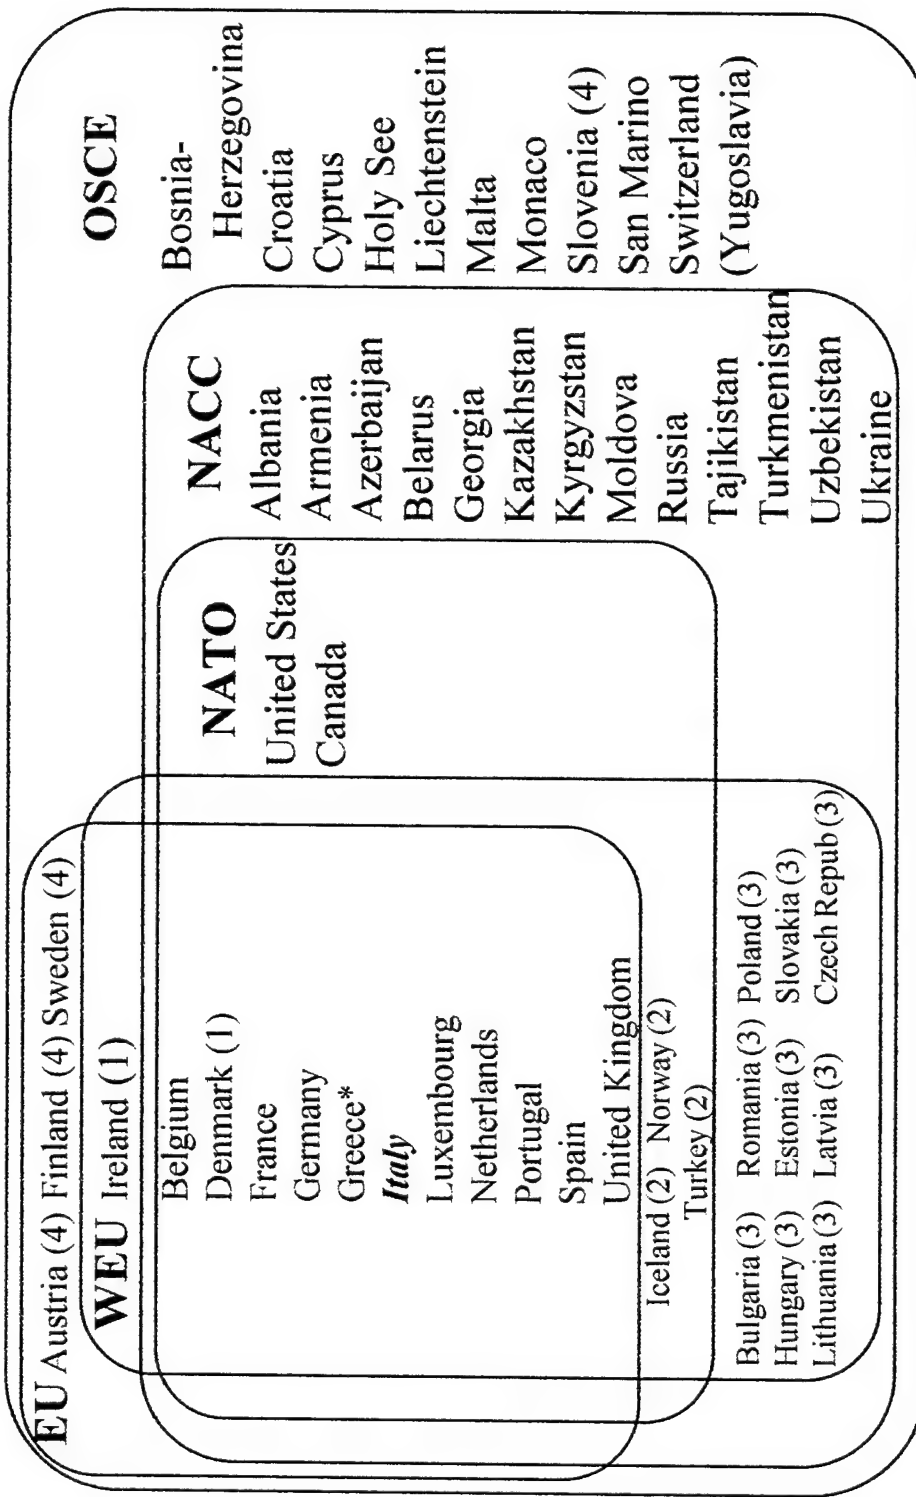 EU Austria (4) Finland (4) Sweden (4)
WEU Ireland (1)
Belgium
Denmark (1)
France
Germany
Greece*
Italy
Luxembourg
Netherlands
Portugal
Spain
United Kingdom
Iceland (2) Norway (2)
Turkey (2)
Bulgaria (3) Romania (3) Poland (3)
Hungary (3) Estonia (3) Slovakia (3)
Lithuania (3) Latvia (3) Czech Repub (3)
NATO
United States
Canada
NACC
Albania
Armenia
Azerbaijan
Belarus
Georgia
Kazakhstan
Kyrgyzstan
Moldova
Russia
Tajikistan
Turkmenistan
Uzbekistan
Ukraine
OSCE
Bosnia-
Herzegovina
Croatia
Cyprus
Holy See
Liechtenstein
Malta
Monaco
Slovenia (4)
San Marino
Switzerland
(Yugoslavia)